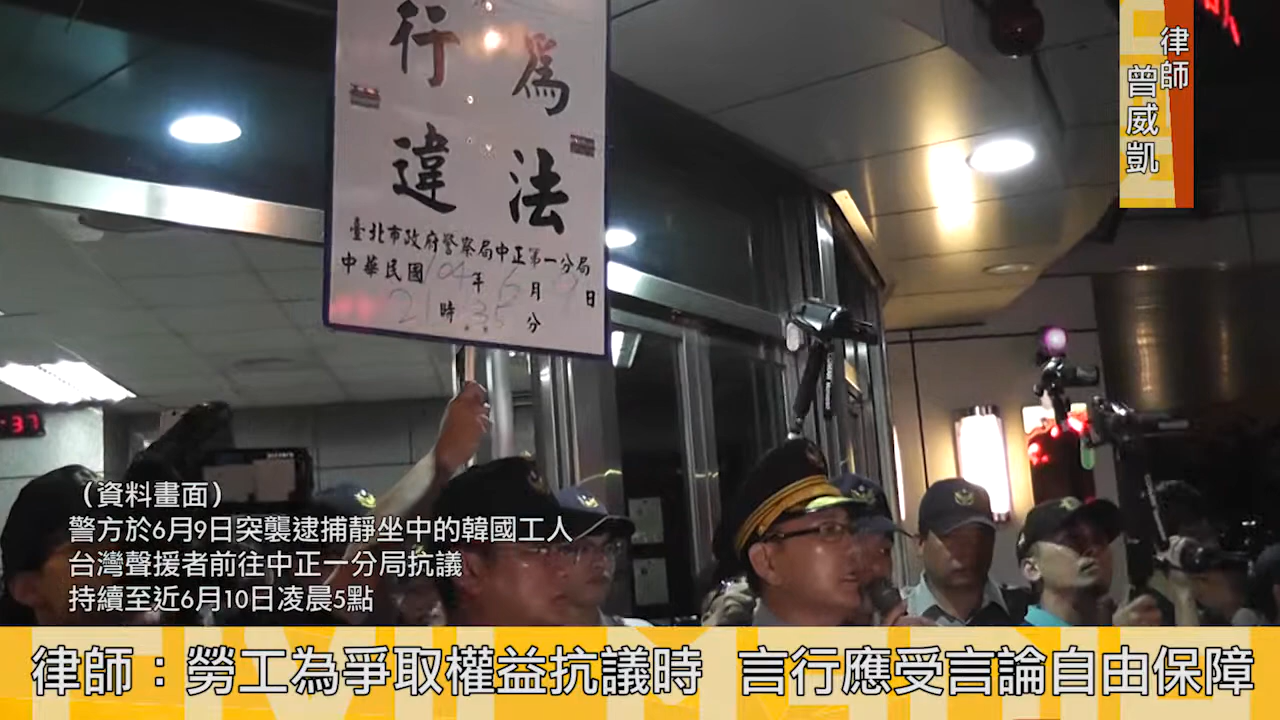 行為
違法
臺北市政府警察局中正第一分局
中華民國104年6月9日
21時35分
律師
曾威凱
:37
（資料畫面）
警方於6月9日突襲逮捕靜坐中的韓國工人
台灣聲援者前往中正一分局抗議
持續至近6月10日凌晨5點
律師：勞工為爭取權益抗議時 言行應受言論自由保障